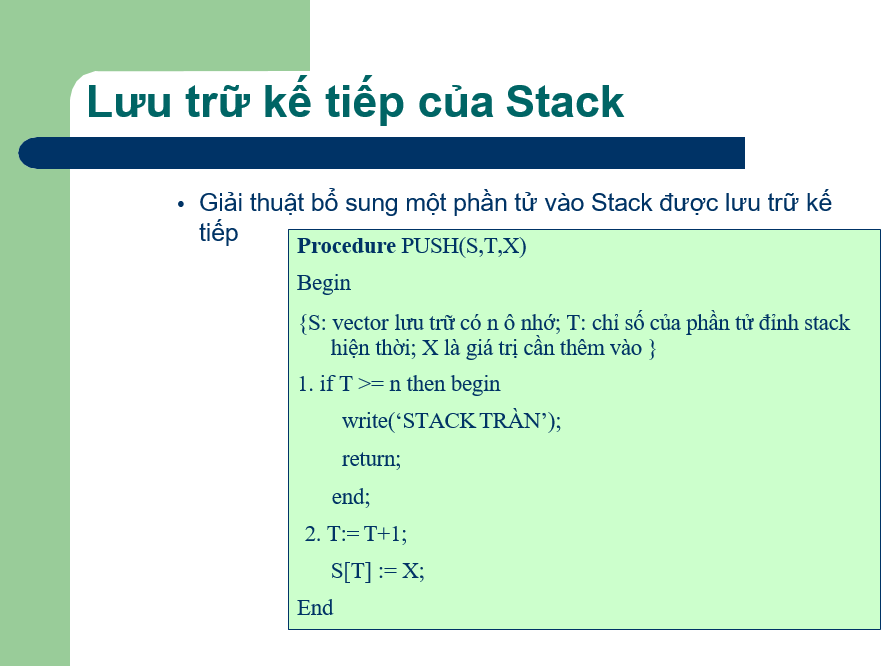 Lưu trữ kế tiếp của Stack
• Giải thuật bổ sung một phần tử vào Stack được lưu trữ kế
tiếp
Procedure PUSH(S,T,X)
Begin
{S: vector lưu trữ có n ô nhớ; T: chỉ số của phần tử đỉnh stack
hiện thời; X là giá trị cần thêm vào }
1. if T >= n then begin
write(‘STACK TRÀN’);
return;
end;
2. T:= T+1;
S[T] := X;
End